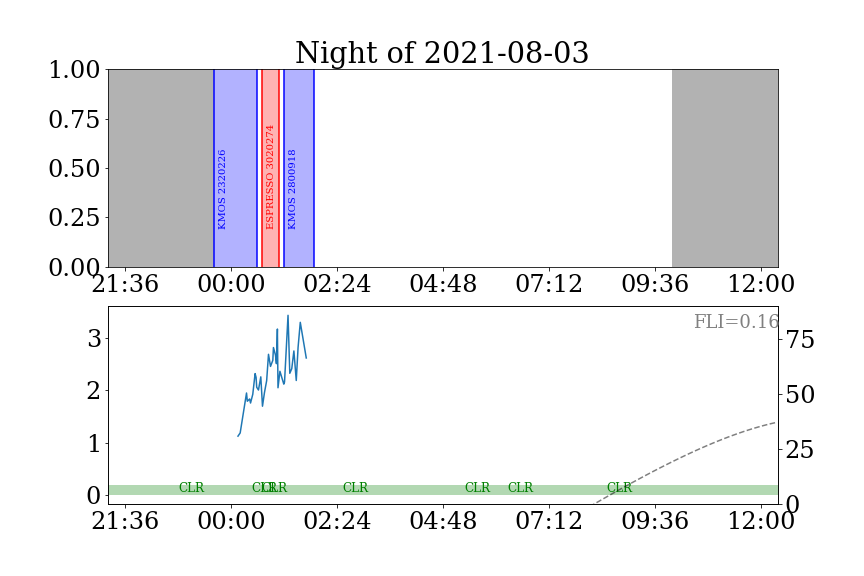 Night of 2021-08-03
1.00
0.75
0.50
0.25
0.00
KMOS 2320226
ESPRESSO 3020274
KMOS 2800918
21:36 00:00 02:24 04:48 07:12 09:36 12:00
FLI=0.16
3
2
1
0
75
50
25
0
CLR CLR CLR CLR CLR CLR CLR
21:36 00:00 02:24 04:48 07:12 09:36 12:00